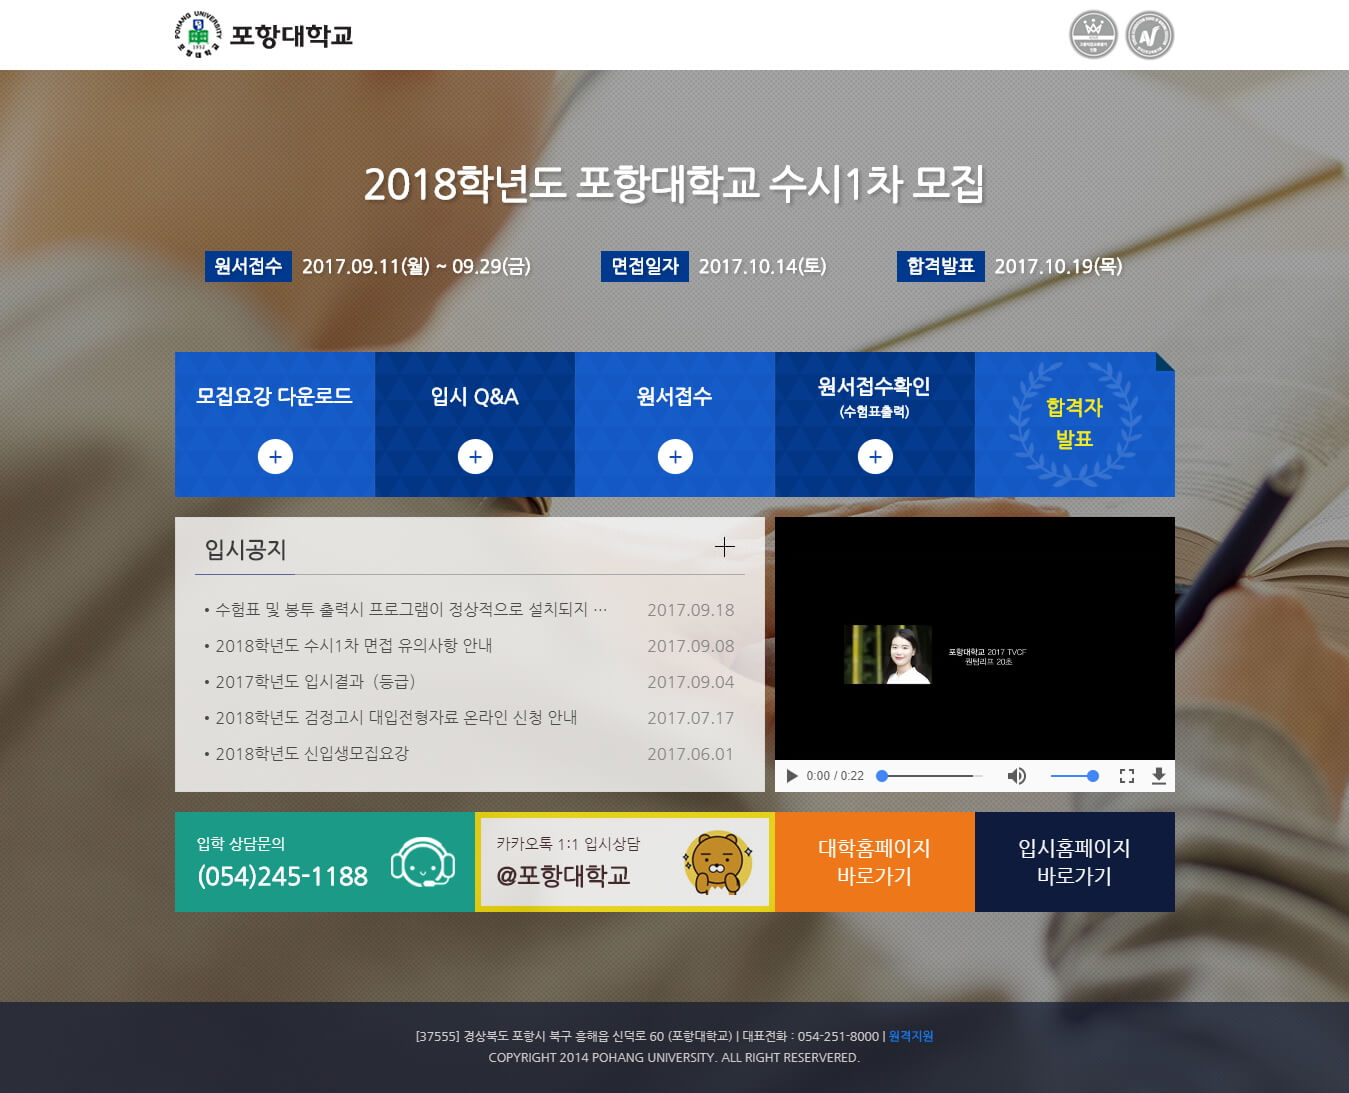 POHANG UNIVERSITY
1952
포항대학교
포항대학교
2018학년도 포항대학교 수시1차 모집
원서접수 2017.09.11(월) ~ 09.29(금)
면접일자 2017.10.14(토)
합격발표 2017.10.19(목)
모집요강 다운로드
입시 Q&A
원서접수
원서접수확인
(수험표출력)
합격자
발표
입시공지
• 수험표 및 봉투 출력시 프로그램이 정상적으로 설치되지 ... 2017.09.18
• 2018학년도 수시1차 면접 유의사항 안내 2017.09.08
• 2017학년도 입시결과 (등급) 2017.09.04
• 2018학년도 검정고시 대입전형자료 온라인 신청 안내 2017.07.17
• 2018학년도 신입생모집요강 2017.06.01
포항대학교 2017 TVCF
퀀텀리프 20초
0:00 / 0:22
입학 상담문의
(054)245-1188
카카오톡 1:1 입시상담
@포항대학교
대학홈페이지
바로가기
입시홈페이지
바로가기
[37555] 경상북도 포항시 북구 흥해읍 신덕로 60 (포항대학교) | 대표전화 : 054-251-8000 | 원격지원
COPYRIGHT 2014 POHANG UNIVERSITY. ALL RIGHT RESERVERED.